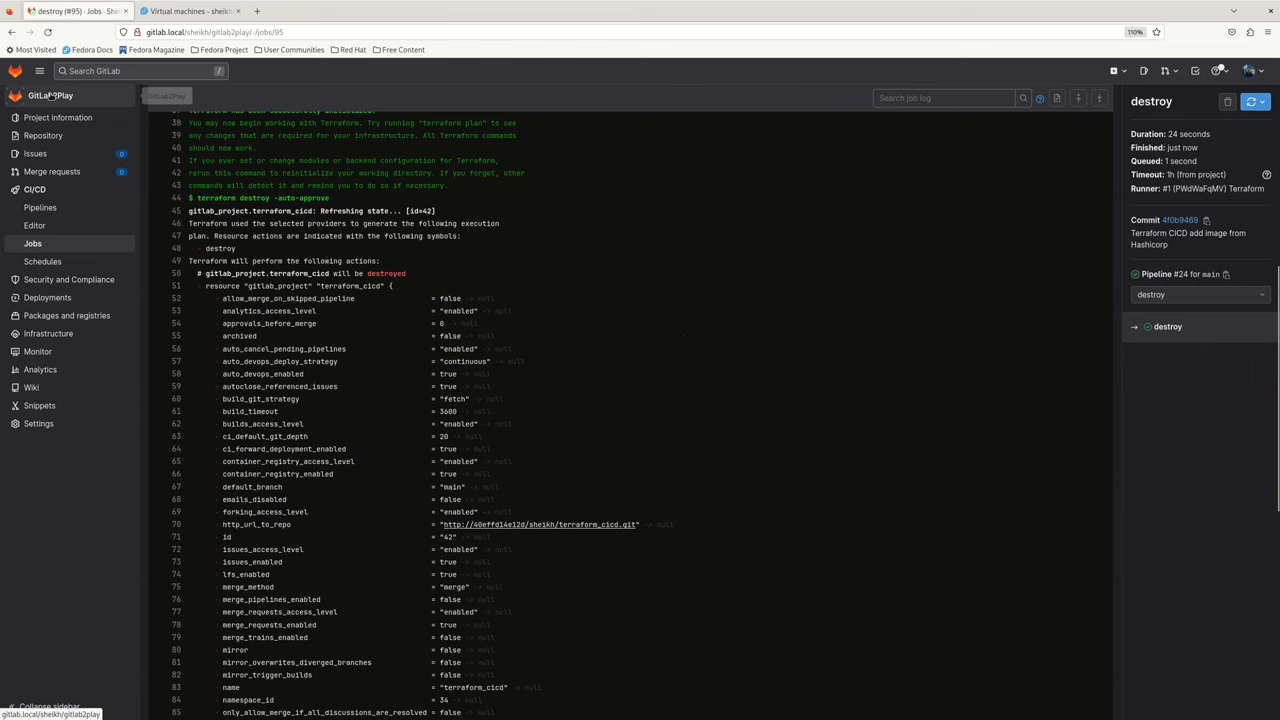 destroy (#95) · Jobs · Shei
Virtual machines - sheikh
gitlab.local/sheikh/gitlab2play/-/jobs/95
110%
Most Visited
Fedora Docs
Fedora Magazine
Fedora Project
User Communities
Red Hat
Free Content
Search GitLab
/
GitLab2Play
GitLab2Play
Project information
Repository
Issues
0
Merge requests
0
CI/CD
Pipelines
Editor
Jobs
Schedules
Security and Compliance
Deployments
Packages and registries
Infrastructure
Monitor
Analytics
Wiki
Snippets
Settings
Collapse sidebar
gitlab.local/sheikh/gitlab2play
Search job log
37 Terraform has been successfully initialized!
38 You may now begin working with Terraform. Try running "terraform plan" to see
39 any changes that are required for your infrastructure. All Terraform commands
40 should now work.
41 If you ever set or change modules or backend configuration for Terraform,
42 rerun this command to reinitialize your working directory. If you forget, other
43 commands will detect it and remind you to do so if necessary.
44 $ terraform destroy -auto-approve
45 gitlab_project.terraform_cicd: Refreshing state... [id=42]
46 Terraform used the selected providers to generate the following execution
47 plan. Resource actions are indicated with the following symbols:
48 - destroy
49 Terraform will perform the following actions:
50 # gitlab_project.terraform_cicd will be destroyed
51 - resource "gitlab_project" "terraform_cicd" {
52 - allow_merge_on_skipped_pipeline = false -> null
53 - analytics_access_level = "enabled" -> null
54 - approvals_before_merge = 0 -> null
55 - archived = false -> null
56 - auto_cancel_pending_pipelines = "enabled" -> null
57 - auto_devops_deploy_strategy = "continuous" -> null
58 - auto_devops_enabled = true -> null
59 - autoclose_referenced_issues = true -> null
60 - build_git_strategy = "fetch" -> null
61 - build_timeout = 3600 -> null
62 - builds_access_level = "enabled" -> null
63 - ci_default_git_depth = 20 -> null
64 - ci_forward_deployment_enabled = true -> null
65 - container_registry_access_level = "enabled" -> null
66 - container_registry_enabled = true -> null
67 - default_branch = "main" -> null
68 - emails_disabled = false -> null
69 - forking_access_level = "enabled" -> null
70 - http_url_to_repo = "http://40effd14e12d/sheikh/terraform_cicd.git" -> null
71 - id = "42" -> null
72 - issues_access_level = "enabled" -> null
73 - issues_enabled = true -> null
74 - lfs_enabled = true -> null
75 - merge_method = "merge" -> null
76 - merge_pipelines_enabled = false -> null
77 - merge_requests_access_level = "enabled" -> null
78 - merge_requests_enabled = true -> null
79 - merge_trains_enabled = false -> null
80 - mirror = false -> null
81 - mirror_overwrites_diverged_branches = false -> null
82 - mirror_trigger_builds = false -> null
83 - name = "terraform_cicd" -> null
84 - namespace_id = 34 -> null
85 - only_allow_merge_if_all_discussions_are_resolved = false -> null
destroy
Duration: 24 seconds
Finished: just now
Queued: 1 second
Timeout: 1h (from project)
Runner: #1 (PWdWaFqMV) Terraform
Commit 4f0b9469
Terraform CICD add image from
Hashicorp
Pipeline #24 for main
destroy
→ destroy